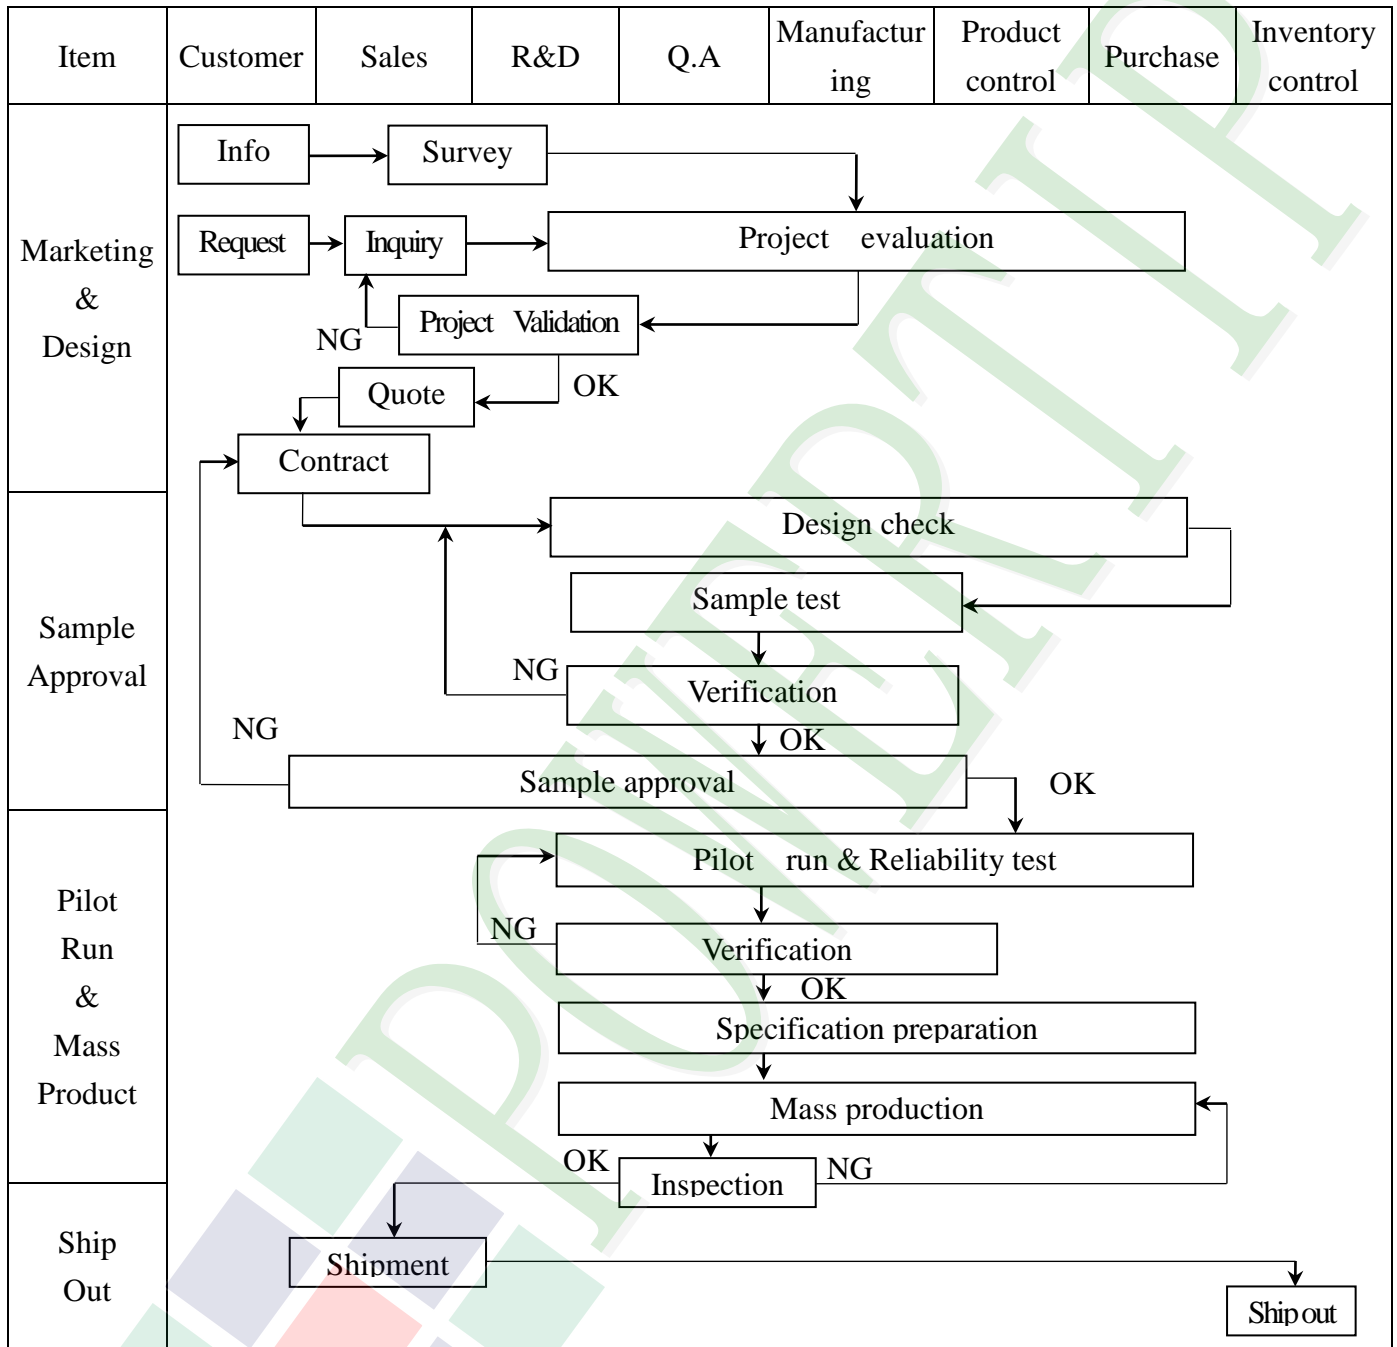 Item
Customer
Sales
R&D
Q.A
Manufactur
ing
Product
control
Purchase
Inventory
control
Marketing
&
Design
Info
Survey
Request
Inquiry
Project evaluation
NG
Project Validation
Quote
OK
Contract
Sample
Approval
Design check
Sample test
NG
Verification
NG
OK
Sample approval
OK
Pilot
Run
&
Mass
Product
Pilot run & Reliability test
NG
Verification
OK
Specification preparation
Mass production
OK
Inspection
NG
Ship
Out
Shipment
Ship out
POWERTIP